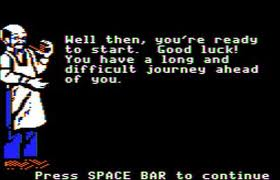 Well then, you're ready
to start.  Good luck!
You have a long and
difficult journey ahead
of you.
Press SPACE BAR to continue